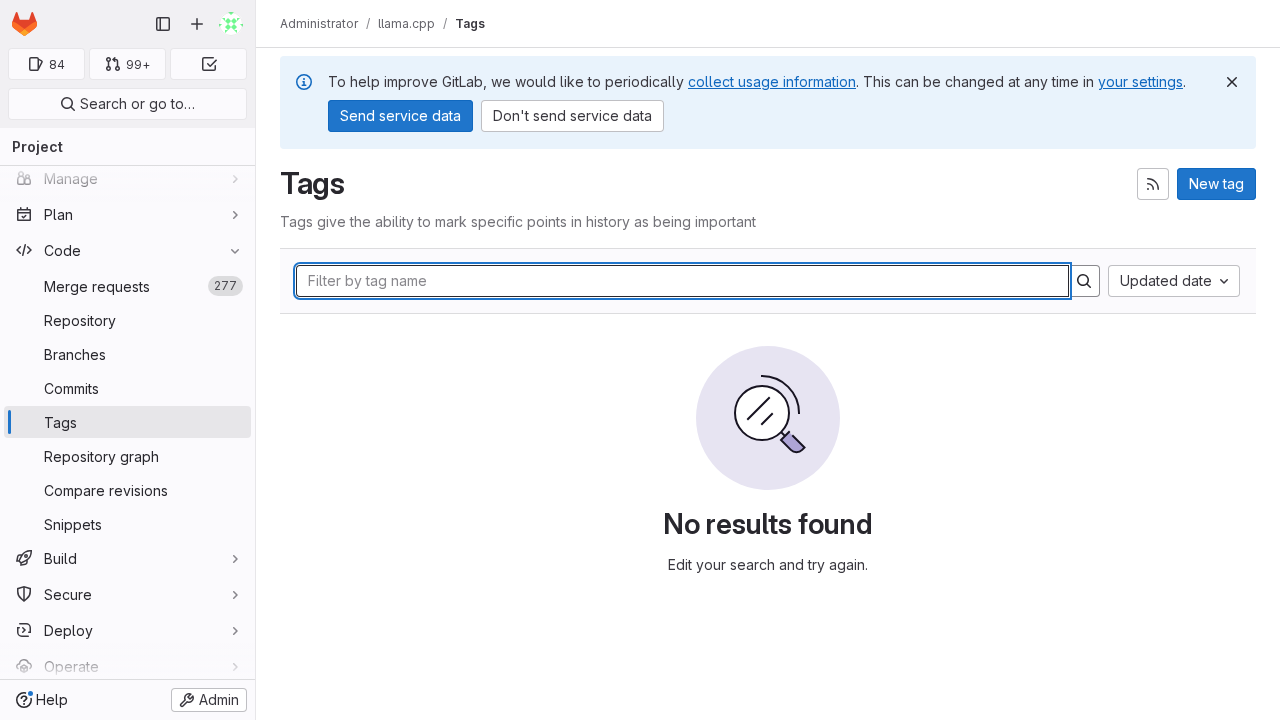 84
99+
Search or go to…
Project
Manage
Plan
Code
Merge requests 277
Repository
Branches
Commits
Tags
Repository graph
Compare revisions
Snippets
Build
Secure
Deploy
Operate
Help
Admin
Administrator / llama.cpp / Tags
To help improve GitLab, we would like to periodically collect usage information. This can be changed at any time in your settings.
Send service data
Don't send service data
Tags
New tag
Tags give the ability to mark specific points in history as being important
Filter by tag name
Updated date
No results found
Edit your search and try again.